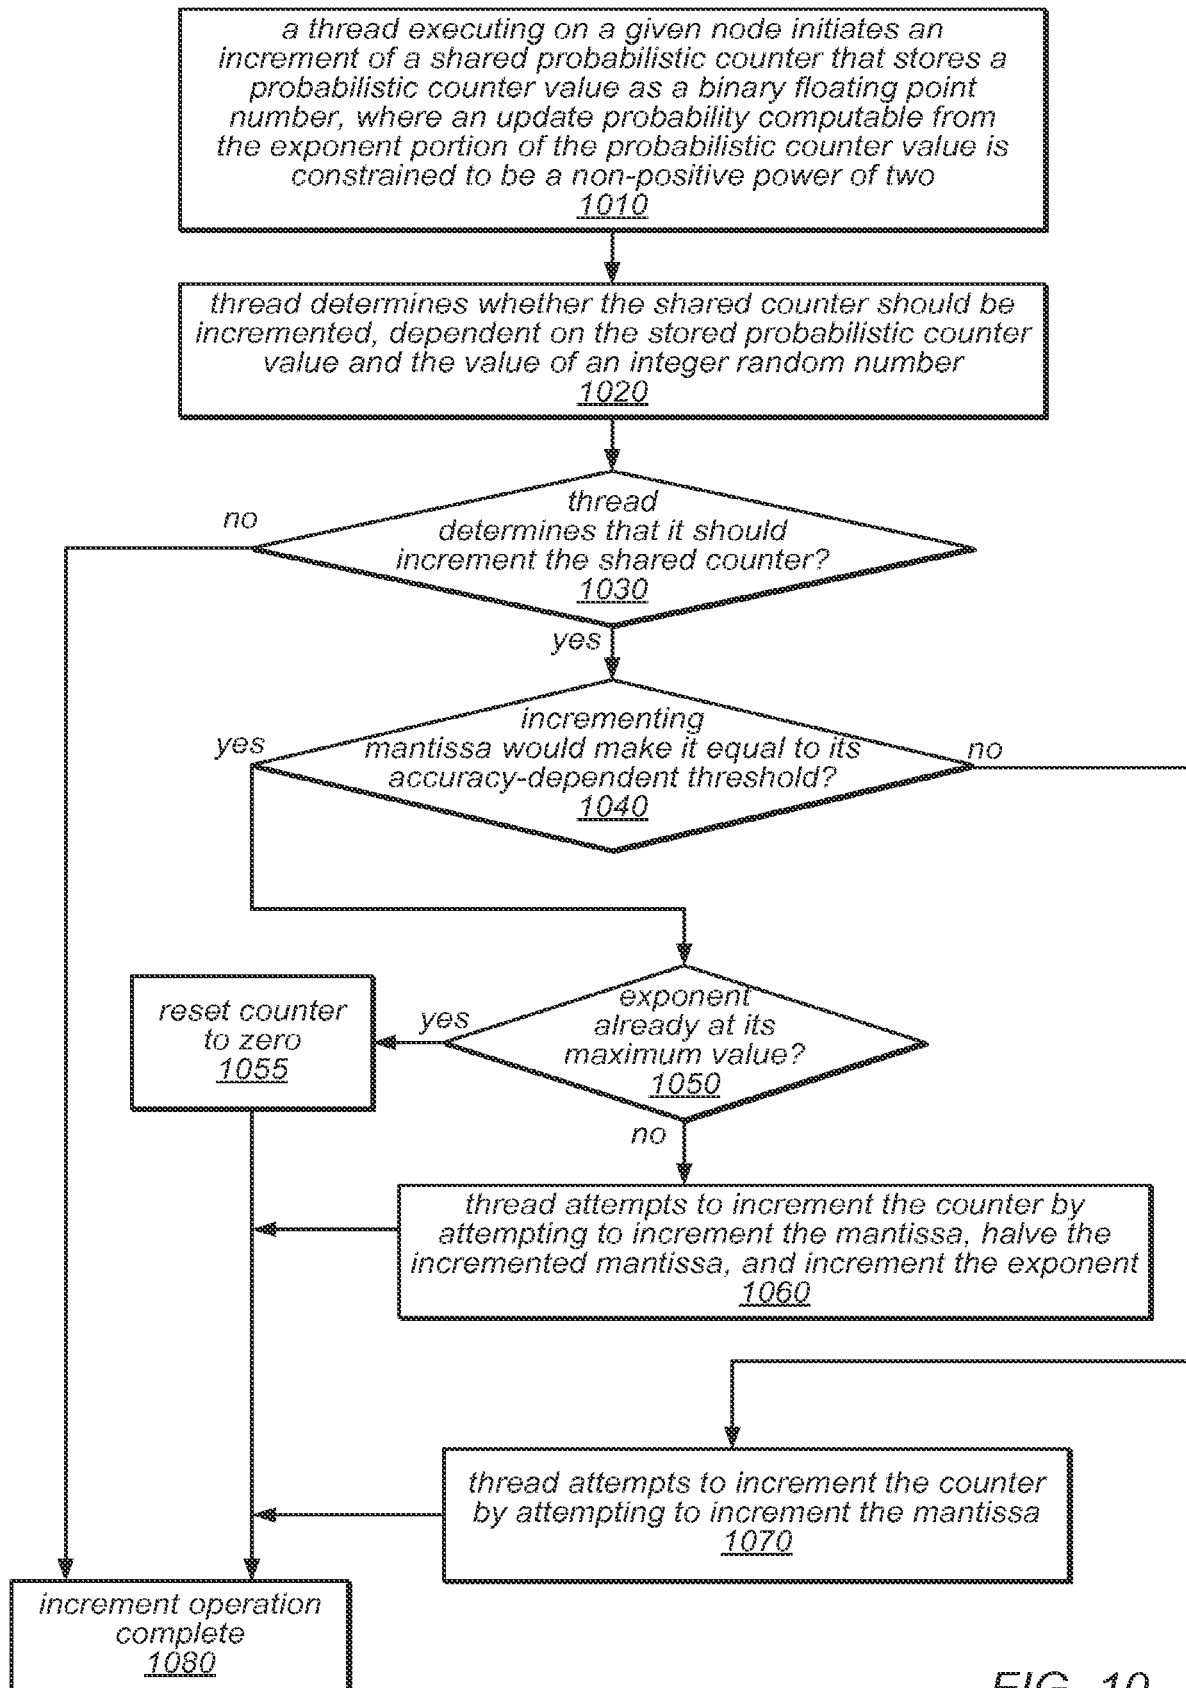 a thread executing on a given node initiates an
increment of a shared probabilistic counter that stores a
probabilistic counter value as a binary floating point
number, where an update probability computable from
the exponent portion of the probabilistic counter value is
constrained to be a non-positive power of two
1010
thread determines whether the shared counter should be
incremented, dependent on the stored probabilistic counter
value and the value of an integer random number
1020
no
thread
determines that it should
increment the shared counter?
1030
yes
yes
incrementing
mantissa would make it equal to its
accuracy-dependent threshold?
1040
no
reset counter
to zero
1055
yes
exponent
already at its
maximum value?
1050
no
thread attempts to increment the counter by
attempting to increment the mantissa, halve the
incremented mantissa, and increment the exponent
1060
thread attempts to increment the counter
by attempting to increment the mantissa
1070
increment operation
complete
1080
FIG. 10